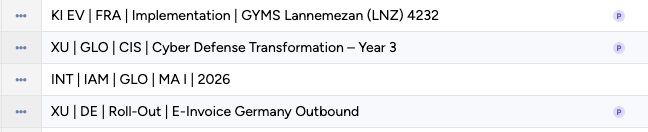 ••• KI EV | FRA | Implementation | GYMS Lannemezan (LNZ) 4232 P
••• XU | GLO | CIS | Cyber Defense Transformation – Year 3 P
••• INT | IAM | GLO | MA I | 2026
••• XU | DE | Roll-Out | E-Invoice Germany Outbound P